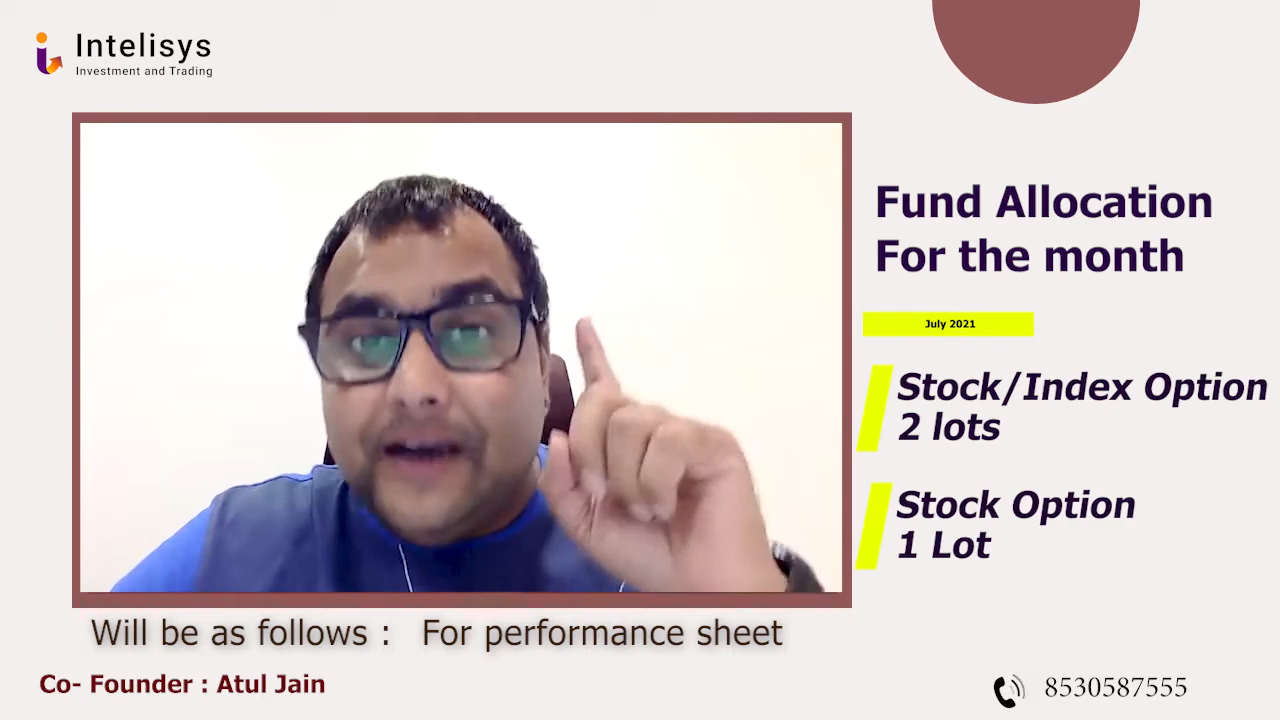 Intelisys
Investment and Trading
Fund Allocation
For the month
July 2021
Stock/Index Option
2 lots
Stock Option
1 Lot
Will be as follows : For performance sheet
Co- Founder : Atul Jain
8530587555